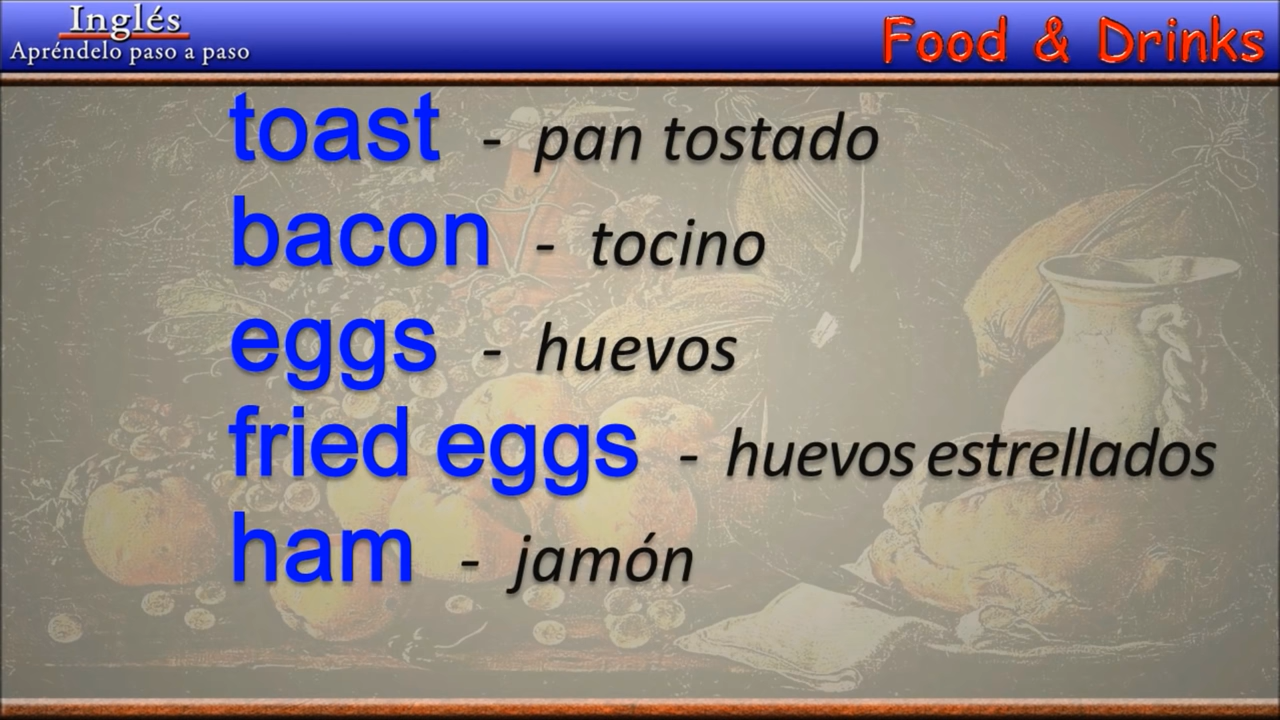 Inglés
Apréndelo paso a paso
Food & Drinks
toast - pan tostado
bacon - tocino
eggs - huevos
fried eggs - huevos estrellados
ham - jamón